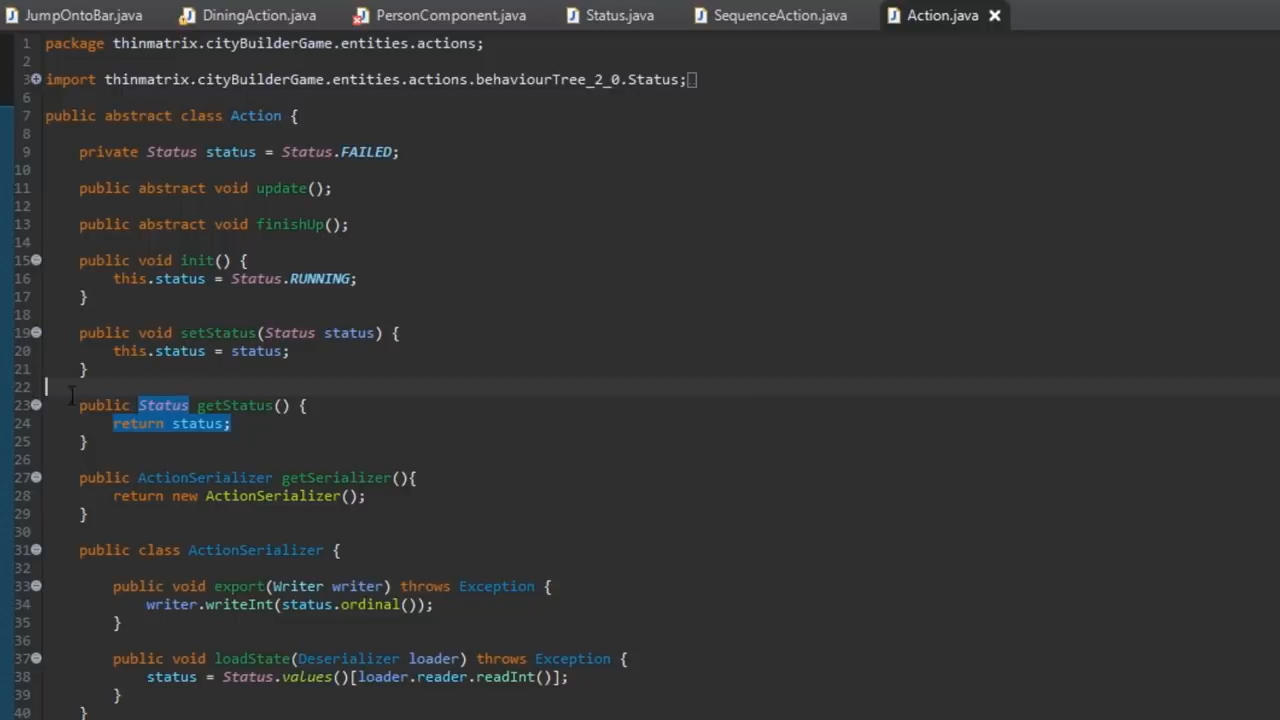 JumpOntoBar.java DiningAction.java PersonComponent.java Status.java SequenceAction.java Action.java
1 package thinmatrix.cityBuilderGame.entities.actions;
2
3 import thinmatrix.cityBuilderGame.entities.actions.behaviourTree_2_0.Status;
6
7 public abstract class Action {
8
9 private Status status = Status.FAILED;
10
11 public abstract void update();
12
13 public abstract void finishUp();
14
15 public void init() {
16 this.status = Status.RUNNING;
17 }
18
19 public void setStatus(Status status) {
20 this.status = status;
21 }
22
23 public Status getStatus() {
24 return status;
25 }
26
27 public ActionSerializer getSerializer(){
28 return new ActionSerializer();
29 }
30
31 public class ActionSerializer {
32
33 public void export(Writer writer) throws Exception {
34 writer.writeInt(status.ordinal());
35 }
36
37 public void loadState(Deserializer loader) throws Exception {
38 status = Status.values()[loader.reader.readInt()];
39 }
40 }